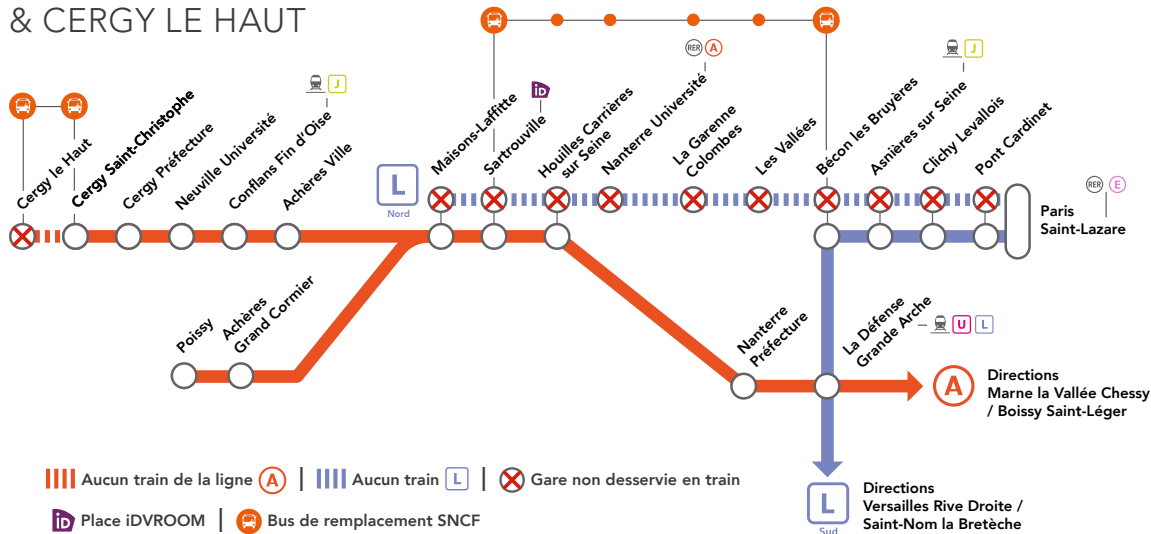 & CERGY LE HAUT
Cergy le Haut
Cergy Saint-Christophe
Cergy Préfecture
Neuville Université
Conflans Fin d'Oise
J
Achères Ville
L
Nord
Maisons-Laffitte
Sartrouville
iD
Houilles Carrières
sur Seine
Nanterre Université
RER A
La Garenne
Colombes
Les Vallées
Bécon les Bruyères
Asnières sur Seine
J
Clichy Levallois
Pont Cardinet
RER E
Paris
Saint-Lazare
Poissy
Achères
Grand Cormier
Nanterre
Préfecture
La Défense
Grande Arche
U L
A
Directions
Marne la Vallée Chessy
/ Boissy Saint-Léger
L
Sud
Directions
Versailles Rive Droite /
Saint-Nom la Bretèche
Aucun train de la ligne A
Aucun train L
Gare non desservie en train
iD Place iDVROOM
Bus de remplacement SNCF